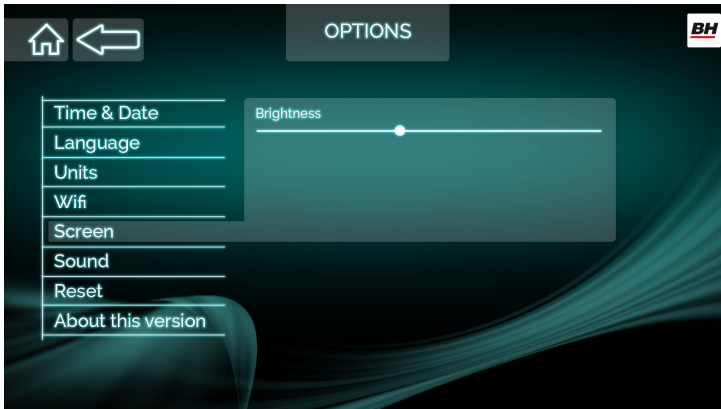 OPTIONS
BH
Time & Date
Language
Units
Wifi
Screen
Sound
Reset
About this version
Brightness